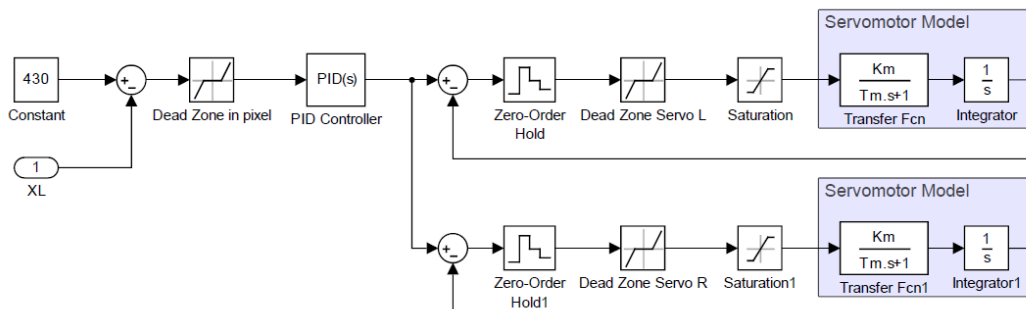 Servomotor Model
430
Constant
+
−
Dead Zone in pixel
PID(s)
PID Controller
+
−
Zero-Order
Hold
Dead Zone Servo L
Saturation
Km
Tm.s+1
Transfer Fcn
1
s
Integrator
1
XL
Servomotor Model
+
−
Zero-Order
Hold1
Dead Zone Servo R
Saturation1
Km
Tm.s+1
Transfer Fcn1
1
s
Integrator1